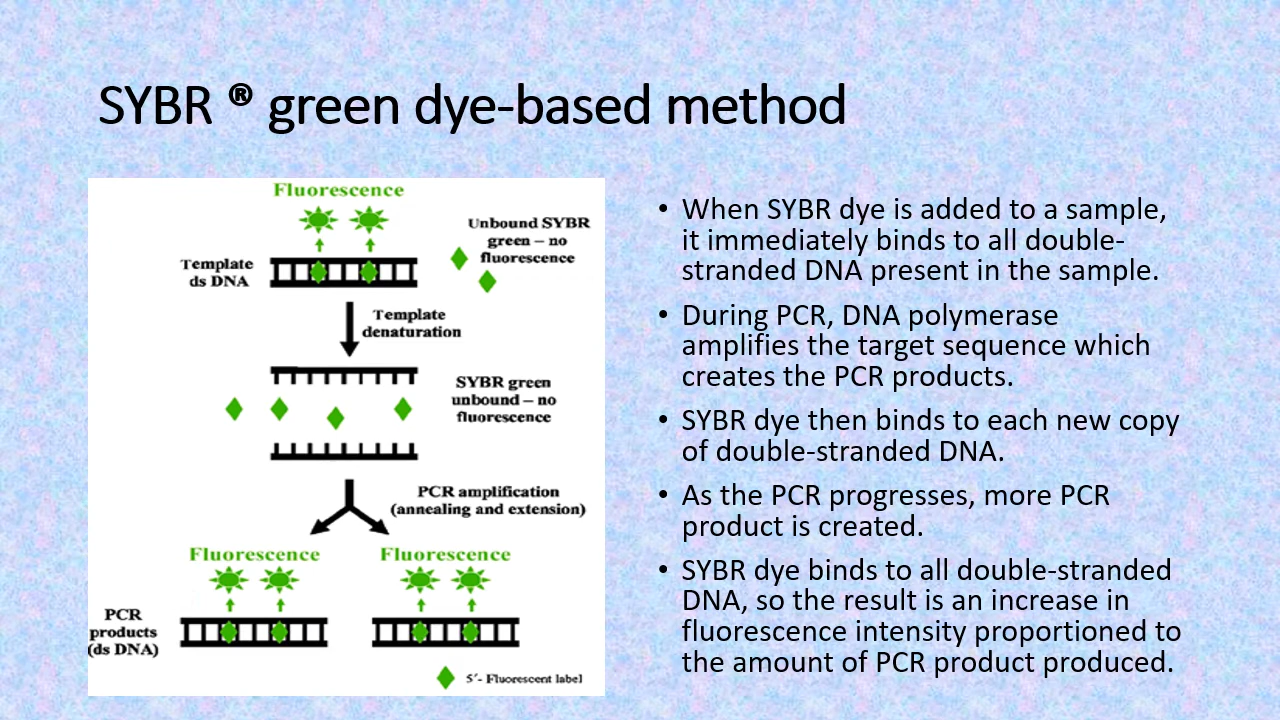 SYBR ® green dye-based method
Fluorescence
Unbound SYBR
green – no
fluorescence
Template
ds DNA
Template
denaturation
SYBR green
unbound – no
fluorescence
PCR amplification
(annealing and extension)
Fluorescence
Fluorescence
PCR
products
(ds DNA)
5´- Fluorescent label
• When SYBR dye is added to a sample,
it immediately binds to all double-
stranded DNA present in the sample.
• During PCR, DNA polymerase
amplifies the target sequence which
creates the PCR products.
• SYBR dye then binds to each new copy
of double-stranded DNA.
• As the PCR progresses, more PCR
product is created.
• SYBR dye binds to all double-stranded
DNA, so the result is an increase in
fluorescence intensity proportioned to
the amount of PCR product produced.